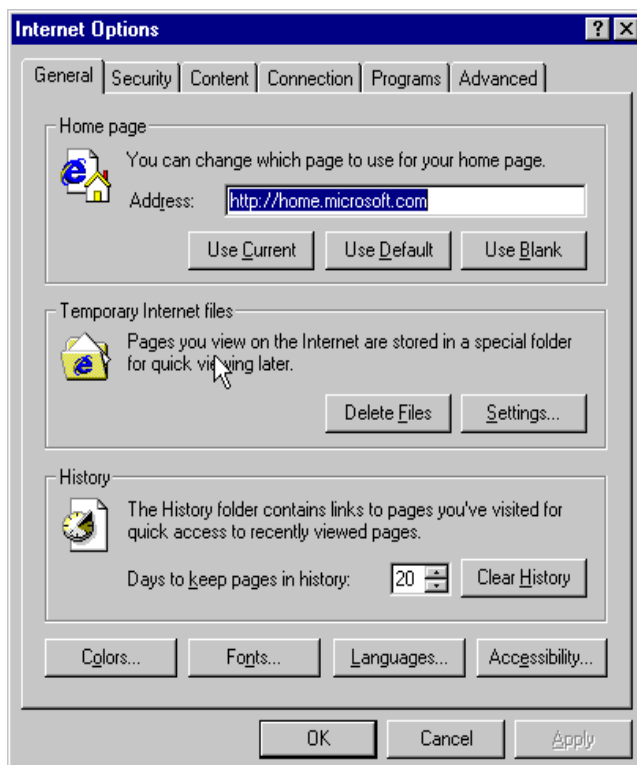 Internet Options
General Security Content Connection Programs Advanced
Home page
You can change which page to use for your home page.
Address: http://home.microsoft.com
Use Current Use Default Use Blank
Temporary Internet files
Pages you view on the Internet are stored in a special folder
for quick viewing later.
Delete Files Settings...
History
The History folder contains links to pages you've visited for
quick access to recently viewed pages.
Days to keep pages in history: 20 Clear History
Colors... Fonts... Languages... Accessibility...
OK Cancel Apply